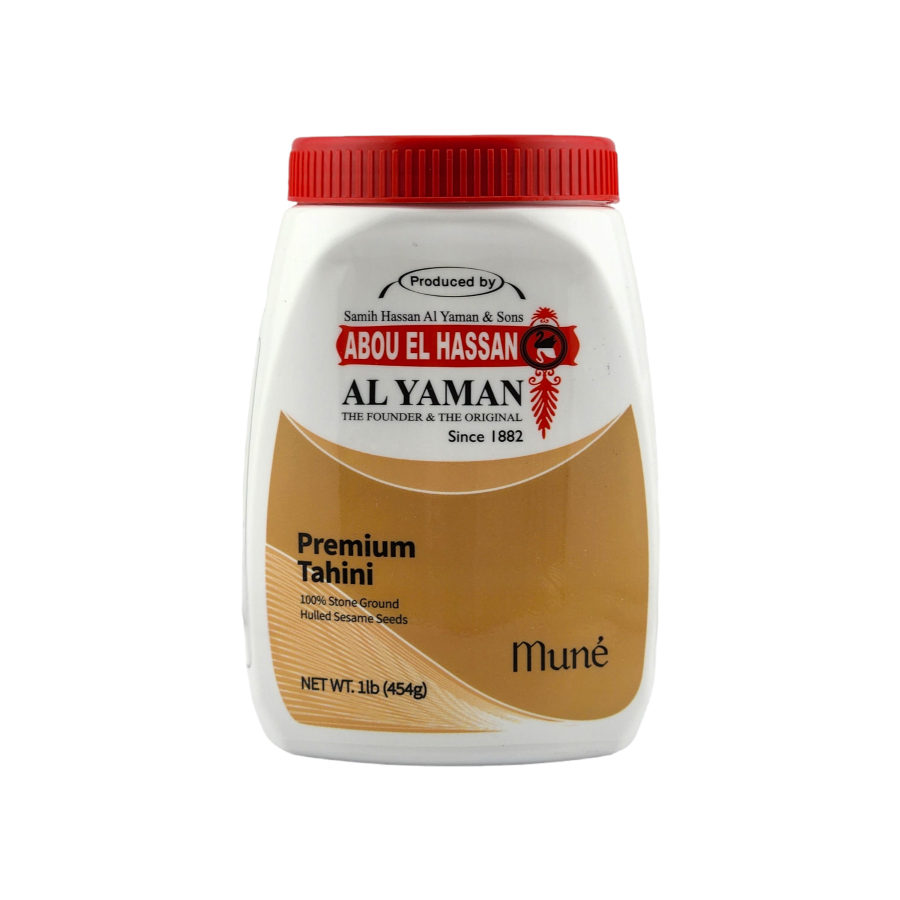 Produced by
Samih Hassan Al Yaman & Sons
ABOU EL HASSAN
AL YAMAN
THE FOUNDER & THE ORIGINAL
Since 1882
Premium
Tahini
100% Stone Ground
Hulled Sesame Seeds
Muné
NET WT. 1lb (454g)